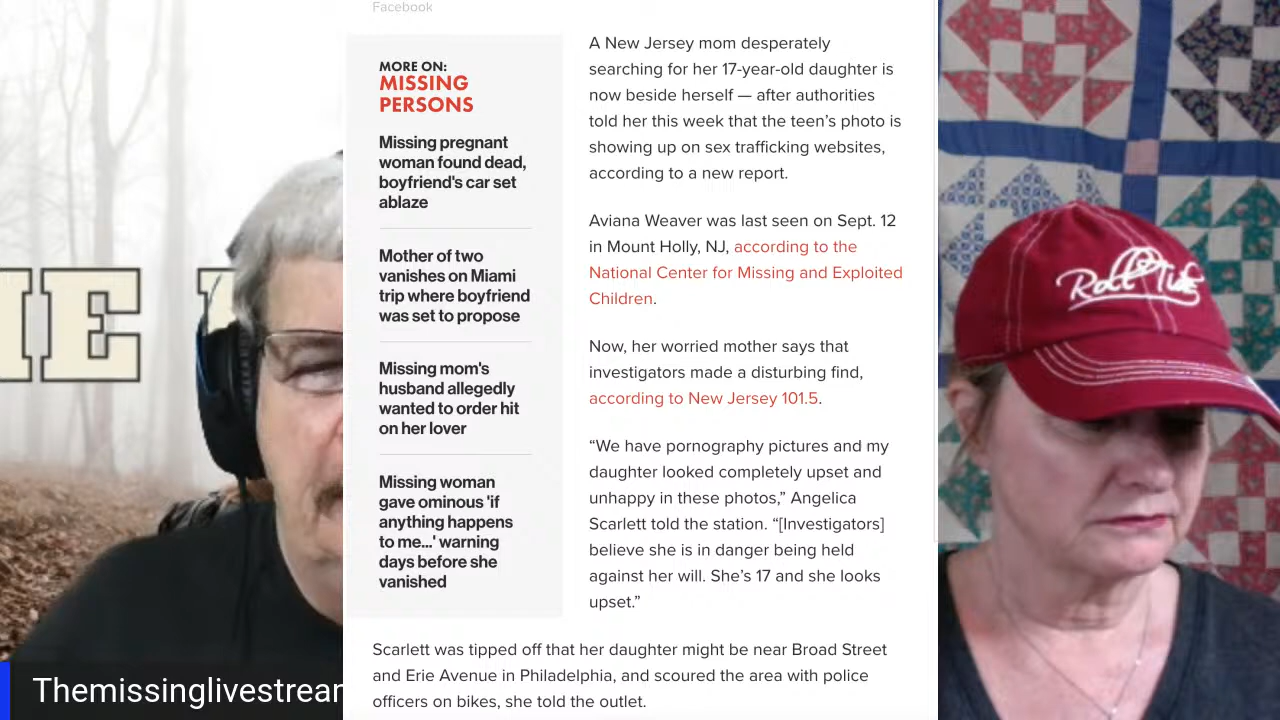 Facebook
MORE ON:
MISSING
PERSONS
Missing pregnant
woman found dead,
boyfriend's car set
ablaze
Mother of two
vanishes on Miami
trip where boyfriend
was set to propose
Missing mom's
husband allegedly
wanted to order hit
on her lover
Missing woman
gave ominous 'if
anything happens
to me...' warning
days before she
vanished
A New Jersey mom desperately
searching for her 17-year-old daughter is
now beside herself — after authorities
told her this week that the teen’s photo is
showing up on sex trafficking websites,
according to a new report.
Aviana Weaver was last seen on Sept. 12
in Mount Holly, NJ, according to the
National Center for Missing and Exploited
Children.
Now, her worried mother says that
investigators made a disturbing find,
according to New Jersey 101.5.
“We have pornography pictures and my
daughter looked completely upset and
unhappy in these photos,” Angelica
Scarlett told the station. “[Investigators]
believe she is in danger being held
against her will. She’s 17 and she looks
upset.”
Scarlett was tipped off that her daughter might be near Broad Street
and Erie Avenue in Philadelphia, and scoured the area with police
officers on bikes, she told the outlet.
Roll Tide
Themissinglivestrear